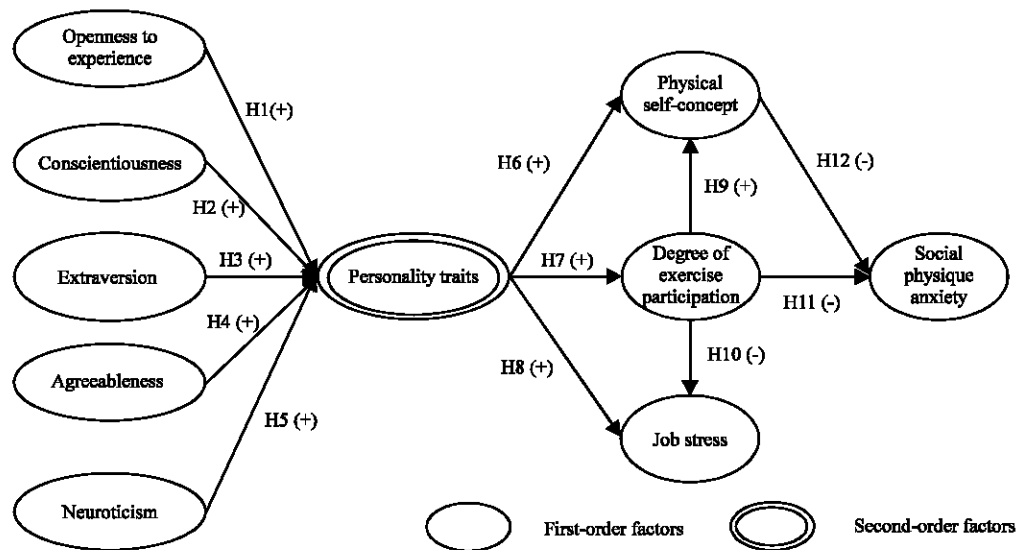 Openness to
experience
H1(+)
Conscientiousness
H2 (+)
Extraversion
H3 (+)
Agreeableness
H4 (+)
Neuroticism
H5 (+)
Personality traits
H6 (+)
H7 (+)
H8 (+)
Physical
self-concept
H9 (+)
Degree of
exercise
participation
H10 (-)
Job stress
H12 (-)
H11 (-)
Social
physique
anxiety
First-order factors
Second-order factors